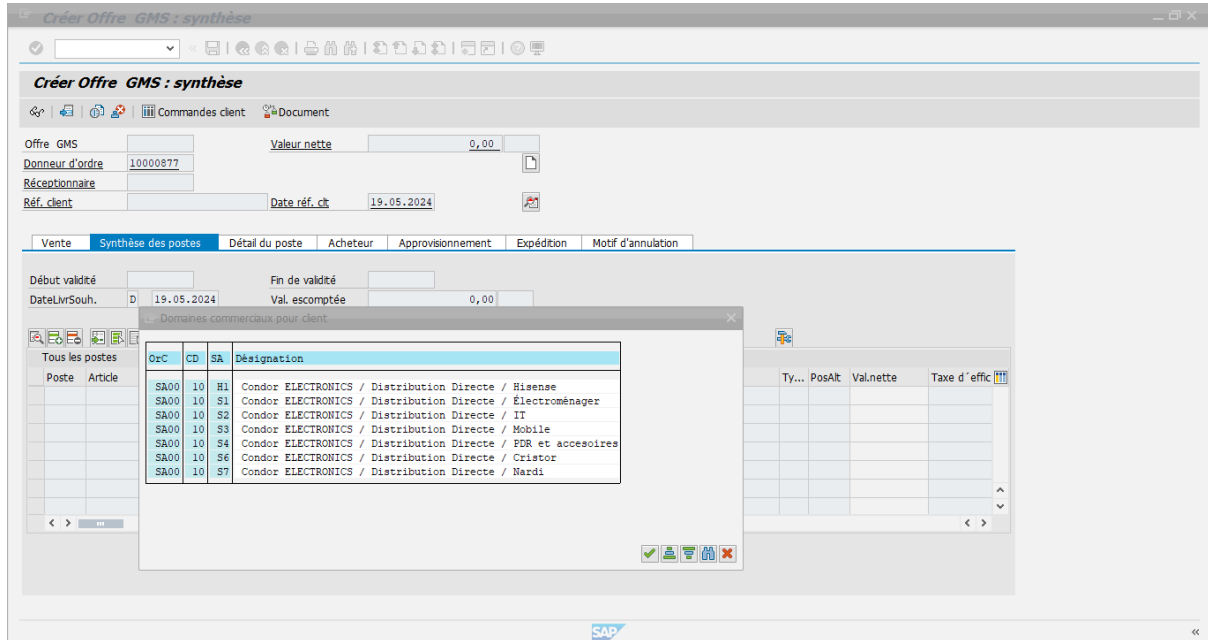 Créer Offre GMS : synthèse
Créer Offre GMS : synthèse
Commandes client Document
Offre GMS Valeur nette 0,00
Donneur d'ordre 10000877
Réceptionnaire
Réf. client Date réf. clt 19.05.2024
Vente Synthèse des postes Détail du poste Acheteur Approvisionnement Expédition Motif d'annulation
Début validité Fin de validité
DateLivrSouh. D 19.05.2024 Val. escomptée 0,00
Domaines commerciaux pour client
Tous les postes
OrC CD SA Désignation
Poste Article Ty... PosAlt Val.nette Taxe d´effic
SA00 10 H1 Condor ELECTRONICS / Distribution Directe / Hisense
SA00 10 S1 Condor ELECTRONICS / Distribution Directe / Électroménager
SA00 10 S2 Condor ELECTRONICS / Distribution Directe / IT
SA00 10 S3 Condor ELECTRONICS / Distribution Directe / Mobile
SA00 10 S4 Condor ELECTRONICS / Distribution Directe / PDR et accesoires
SA00 10 S6 Condor ELECTRONICS / Distribution Directe / Cristor
SA00 10 S7 Condor ELECTRONICS / Distribution Directe / Nardi
SAP